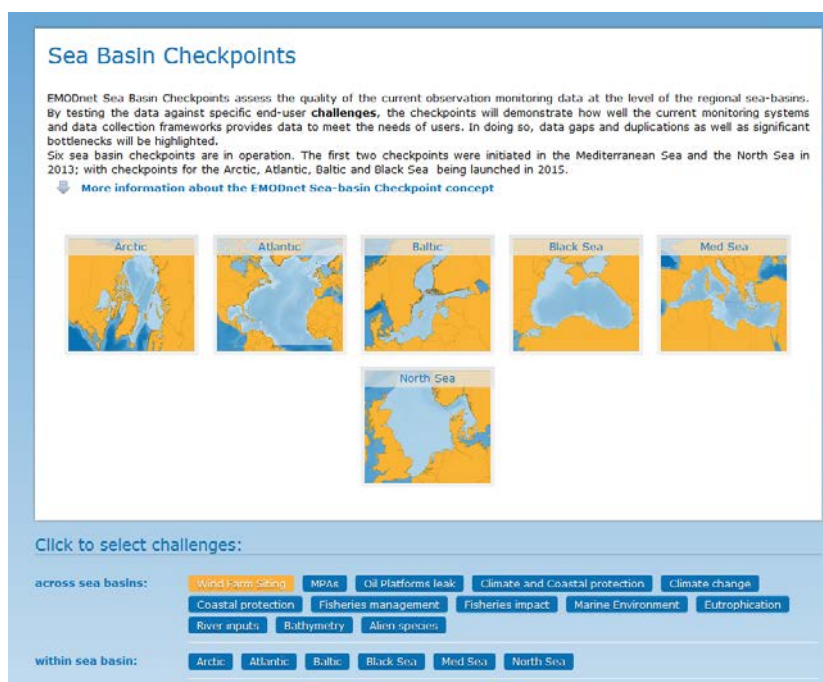 Sea Basin Checkpoints
EMODnet Sea Basin Checkpoints assess the quality of the current observation monitoring data at the level of the regional sea-basins.
By testing the data against specific end-user challenges, the checkpoints will demonstrate how well the current monitoring systems
and data collection frameworks provides data to meet the needs of users. In doing so, data gaps and duplications as well as significant
bottlenecks will be highlighted.
Six sea basin checkpoints are in operation. The first two checkpoints were initiated in the Mediterranean Sea and the North Sea in
2013; with checkpoints for the Arctic, Atlantic, Baltic and Black Sea being launched in 2015.
More information about the EMODnet Sea-basin Checkpoint concept
Arctic Atlantic Baltic Black Sea Med Sea
North Sea
Click to select challenges:
across sea basins: Wind Farm Siting MPAs Oil Platforms leak Climate and Coastal protection Climate change
Coastal protection Fisheries management Fisheries impact Marine Environment Eutrophication
River inputs Bathymetry Alien species
within sea basin: Arctic Atlantic Baltic Black Sea Med Sea North Sea